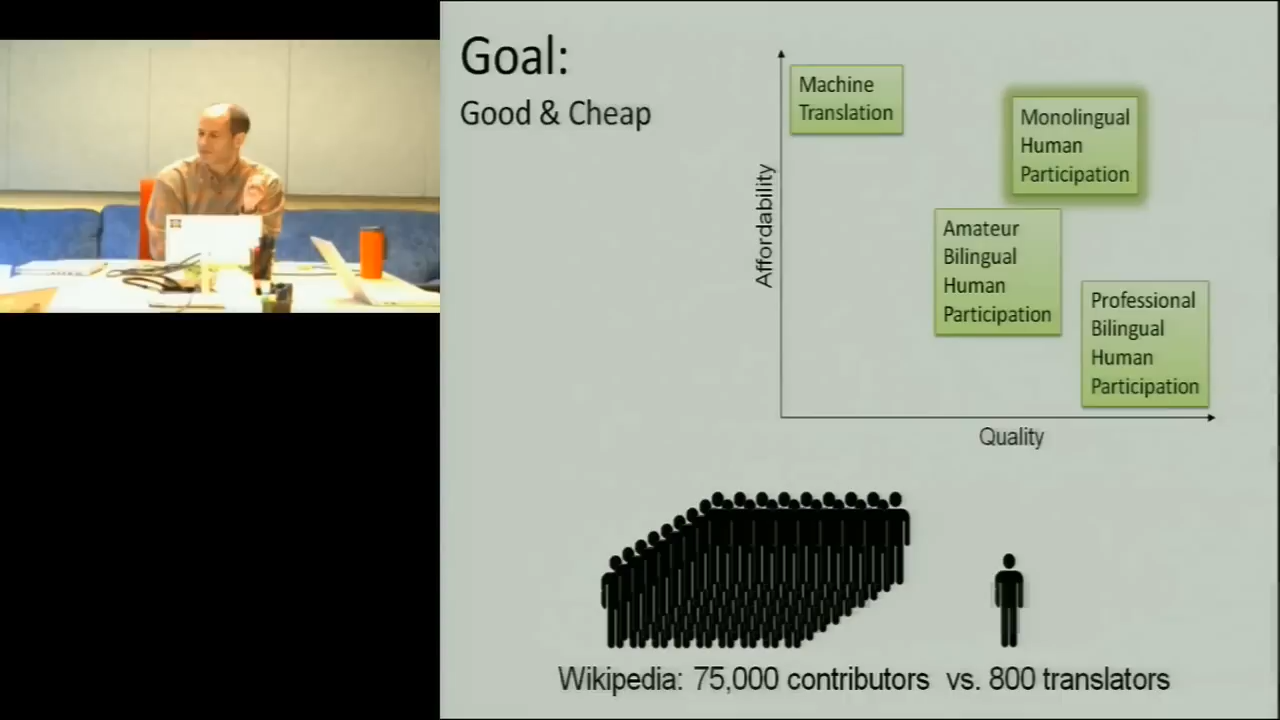 Goal:
Good & Cheap
Machine
Translation
Monolingual
Human
Participation
Amateur
Bilingual
Human
Participation
Professional
Bilingual
Human
Participation
Affordability
Quality
Wikipedia: 75,000 contributors vs. 800 translators